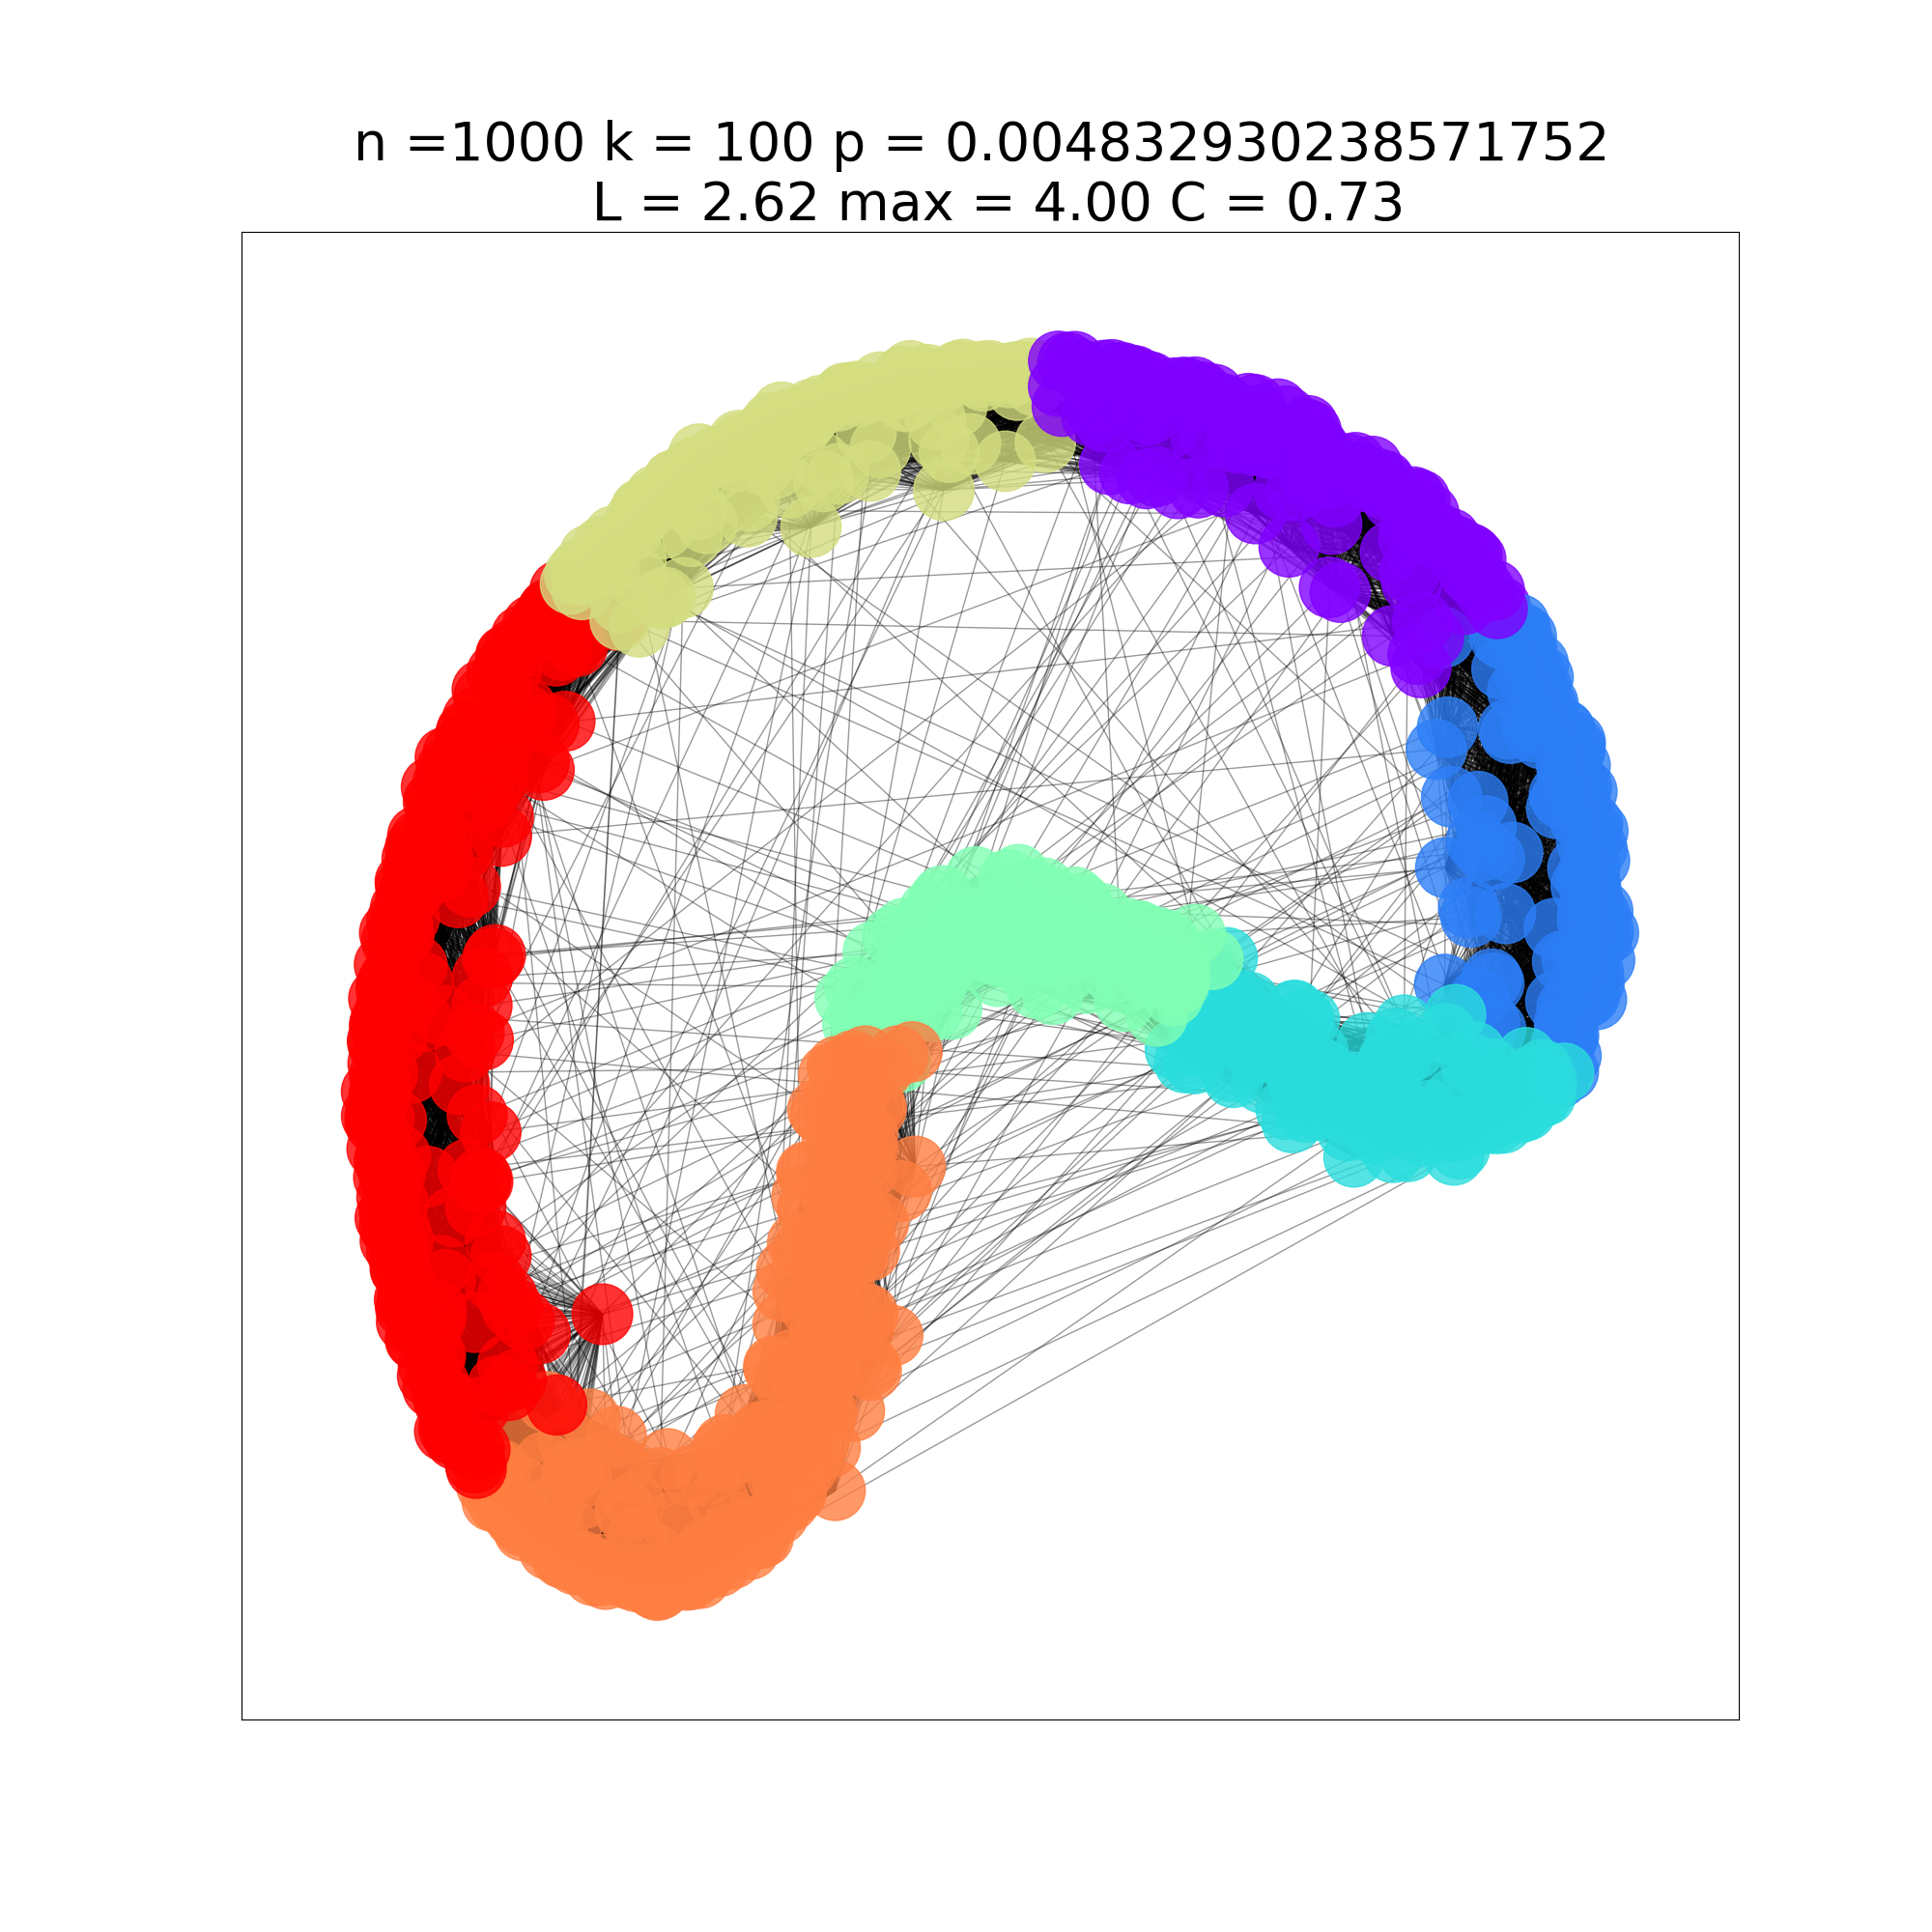 n =1000 k = 100 p = 0.004832930238571752
L = 2.62 max = 4.00 C = 0.73